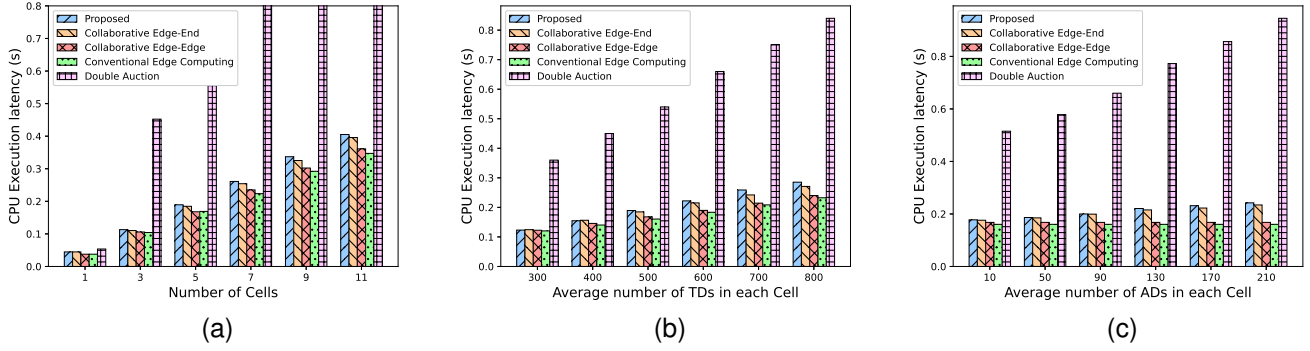 0.8
0.7
0.6
0.5
0.4
0.3
0.2
0.1
0.0
CPU Execution latency (s)
Proposed
Collaborative Edge-End
Collaborative Edge-Edge
Conventional Edge Computing
Double Auction
1 3 5 7 9 11
Number of Cells
(a)
0.8
0.7
0.6
0.5
0.4
0.3
0.2
0.1
0.0
CPU Execution latency (s)
Proposed
Collaborative Edge-End
Collaborative Edge-Edge
Conventional Edge Computing
Double Auction
300 400 500 600 700 800
Average number of TDs in each Cell
(b)
0.8
0.6
0.4
0.2
0.0
CPU Execution latency (s)
Proposed
Collaborative Edge-End
Collaborative Edge-Edge
Conventional Edge Computing
Double Auction
10 50 90 130 170 210
Average number of ADs in each Cell
(c)